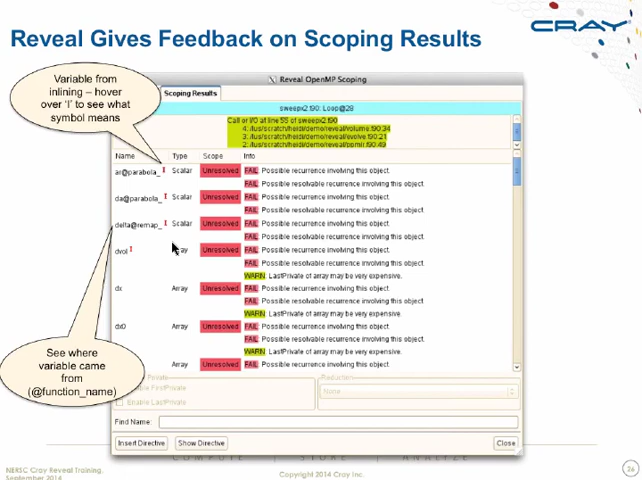 CRAY
Reveal Gives Feedback on Scoping Results
Variable from
inlining – hover
over 'I' to see what
symbol means
Reveal OpenMP Scoping
Scoping Results
sweepx2.f90: Loop@28
Call or I/O at line 55 of sweepx2.f90
4: /lus/scratch/heidi/demo/reveal/volume.f90:34
3: /lus/scratch/heidi/demo/reveal/evolve.f90:21
2: /lus/scratch/heidi/demo/reveal/ppmlr.f90:49
Name Type Scope Info
ar@parabola_ I Scalar Unresolved FAIL Possible recurrence involving this object.
FAIL Possible resolvable recurrence involving this object.
da@parabola_ I Scalar Unresolved FAIL Possible recurrence involving this object.
FAIL Possible resolvable recurrence involving this object.
delta@remap_ I Scalar Unresolved FAIL Possible recurrence involving this object.
FAIL Possible resolvable recurrence involving this object.
dvol I Array Unresolved FAIL Possible recurrence involving this object.
FAIL Possible resolvable recurrence involving this object.
WARN LastPrivate of array may be very expensive.
dx Array Unresolved FAIL Possible recurrence involving this object.
FAIL Possible resolvable recurrence involving this object.
WARN LastPrivate of array may be very expensive.
dx0 Array Unresolved FAIL Possible recurrence involving this object.
FAIL Possible resolvable recurrence involving this object.
WARN LastPrivate of array may be very expensive.
Array Unresolved FAIL Possible recurrence involving this object.
See where
variable came
from
(@function_name)
Private Reduction
Enable FirstPrivate None
Enable LastPrivate
Find Name:
Insert Directive Show Directive Close
COMPUTE STORE ANALYZE
NERSC Cray Reveal Training.
September 2014
Copyright 2014 Cray Inc.
26